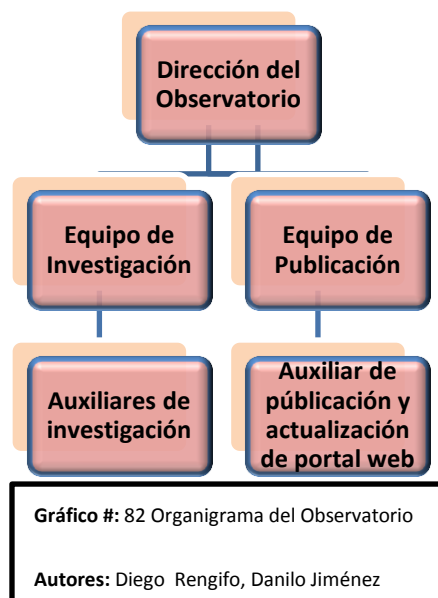 Dirección del
Observatorio
Equipo de
Investigación
Equipo de
Publicación
Auxiliares de
investigación
Auxiliar de
públicación y
actualización
de portal web
Gráfico #: 82 Organigrama del Observatorio
Autores: Diego Rengifo, Danilo Jiménez